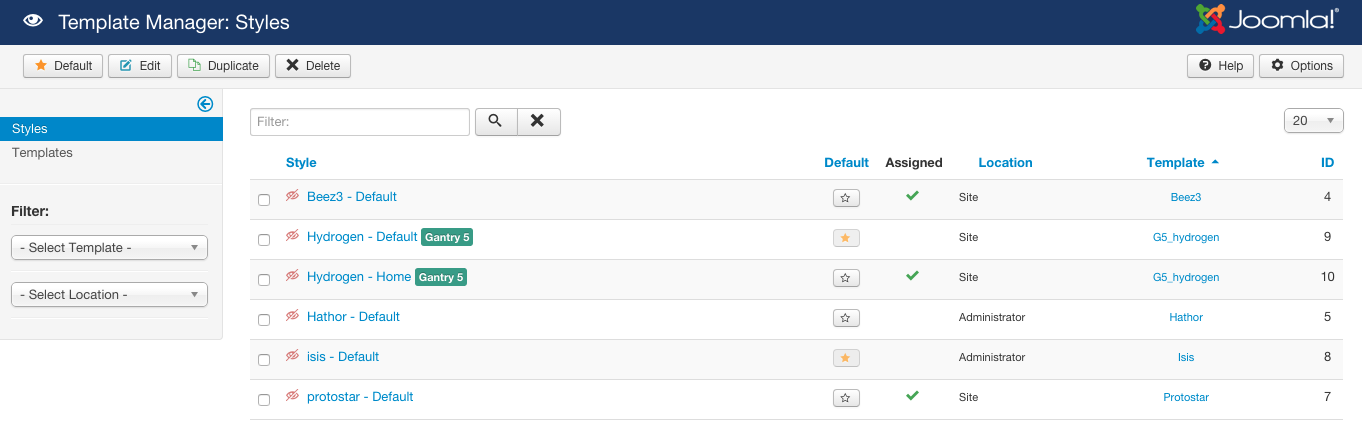 Template Manager: Styles
Joomla!®
Default Edit Duplicate Delete Help Options
Styles
Templates
Filter:
- Select Template -
- Select Location -
Filter: 20
Style Default Assigned Location Template ID
Beez3 - Default Site Beez3 4
Hydrogen - Default Gantry 5 Site G5_hydrogen 9
Hydrogen - Home Gantry 5 Site G5_hydrogen 10
Hathor - Default Administrator Hathor 5
isis - Default Administrator Isis 8
protostar - Default Site Protostar 7